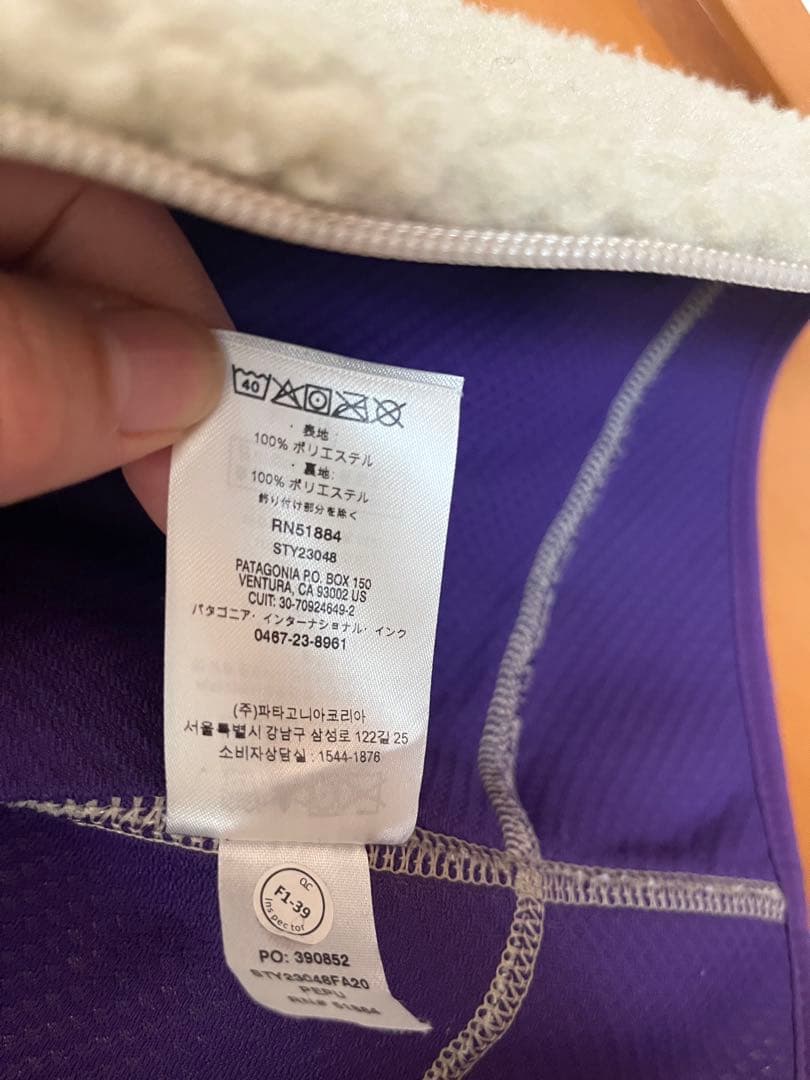 40
・表地・
100% ポリエステル
・裏地:
100% ポリエステル
飾り付け部分を除く
RN51884
STY23048
PATAGONIA P.O. BOX 150
VENTURA, CA 93002 US
CUIT: 30-70924649-2
パタゴニア・インターナショナル・インク
0467-23-8961
(주)파타고니아코리아
서울특별시 강남구 삼성로 122길 25
소비자상담실 : 1544-1876
QC
F1-39
Inspector
PO: 390852
STY23048FA20
PEPU
RN# 51884